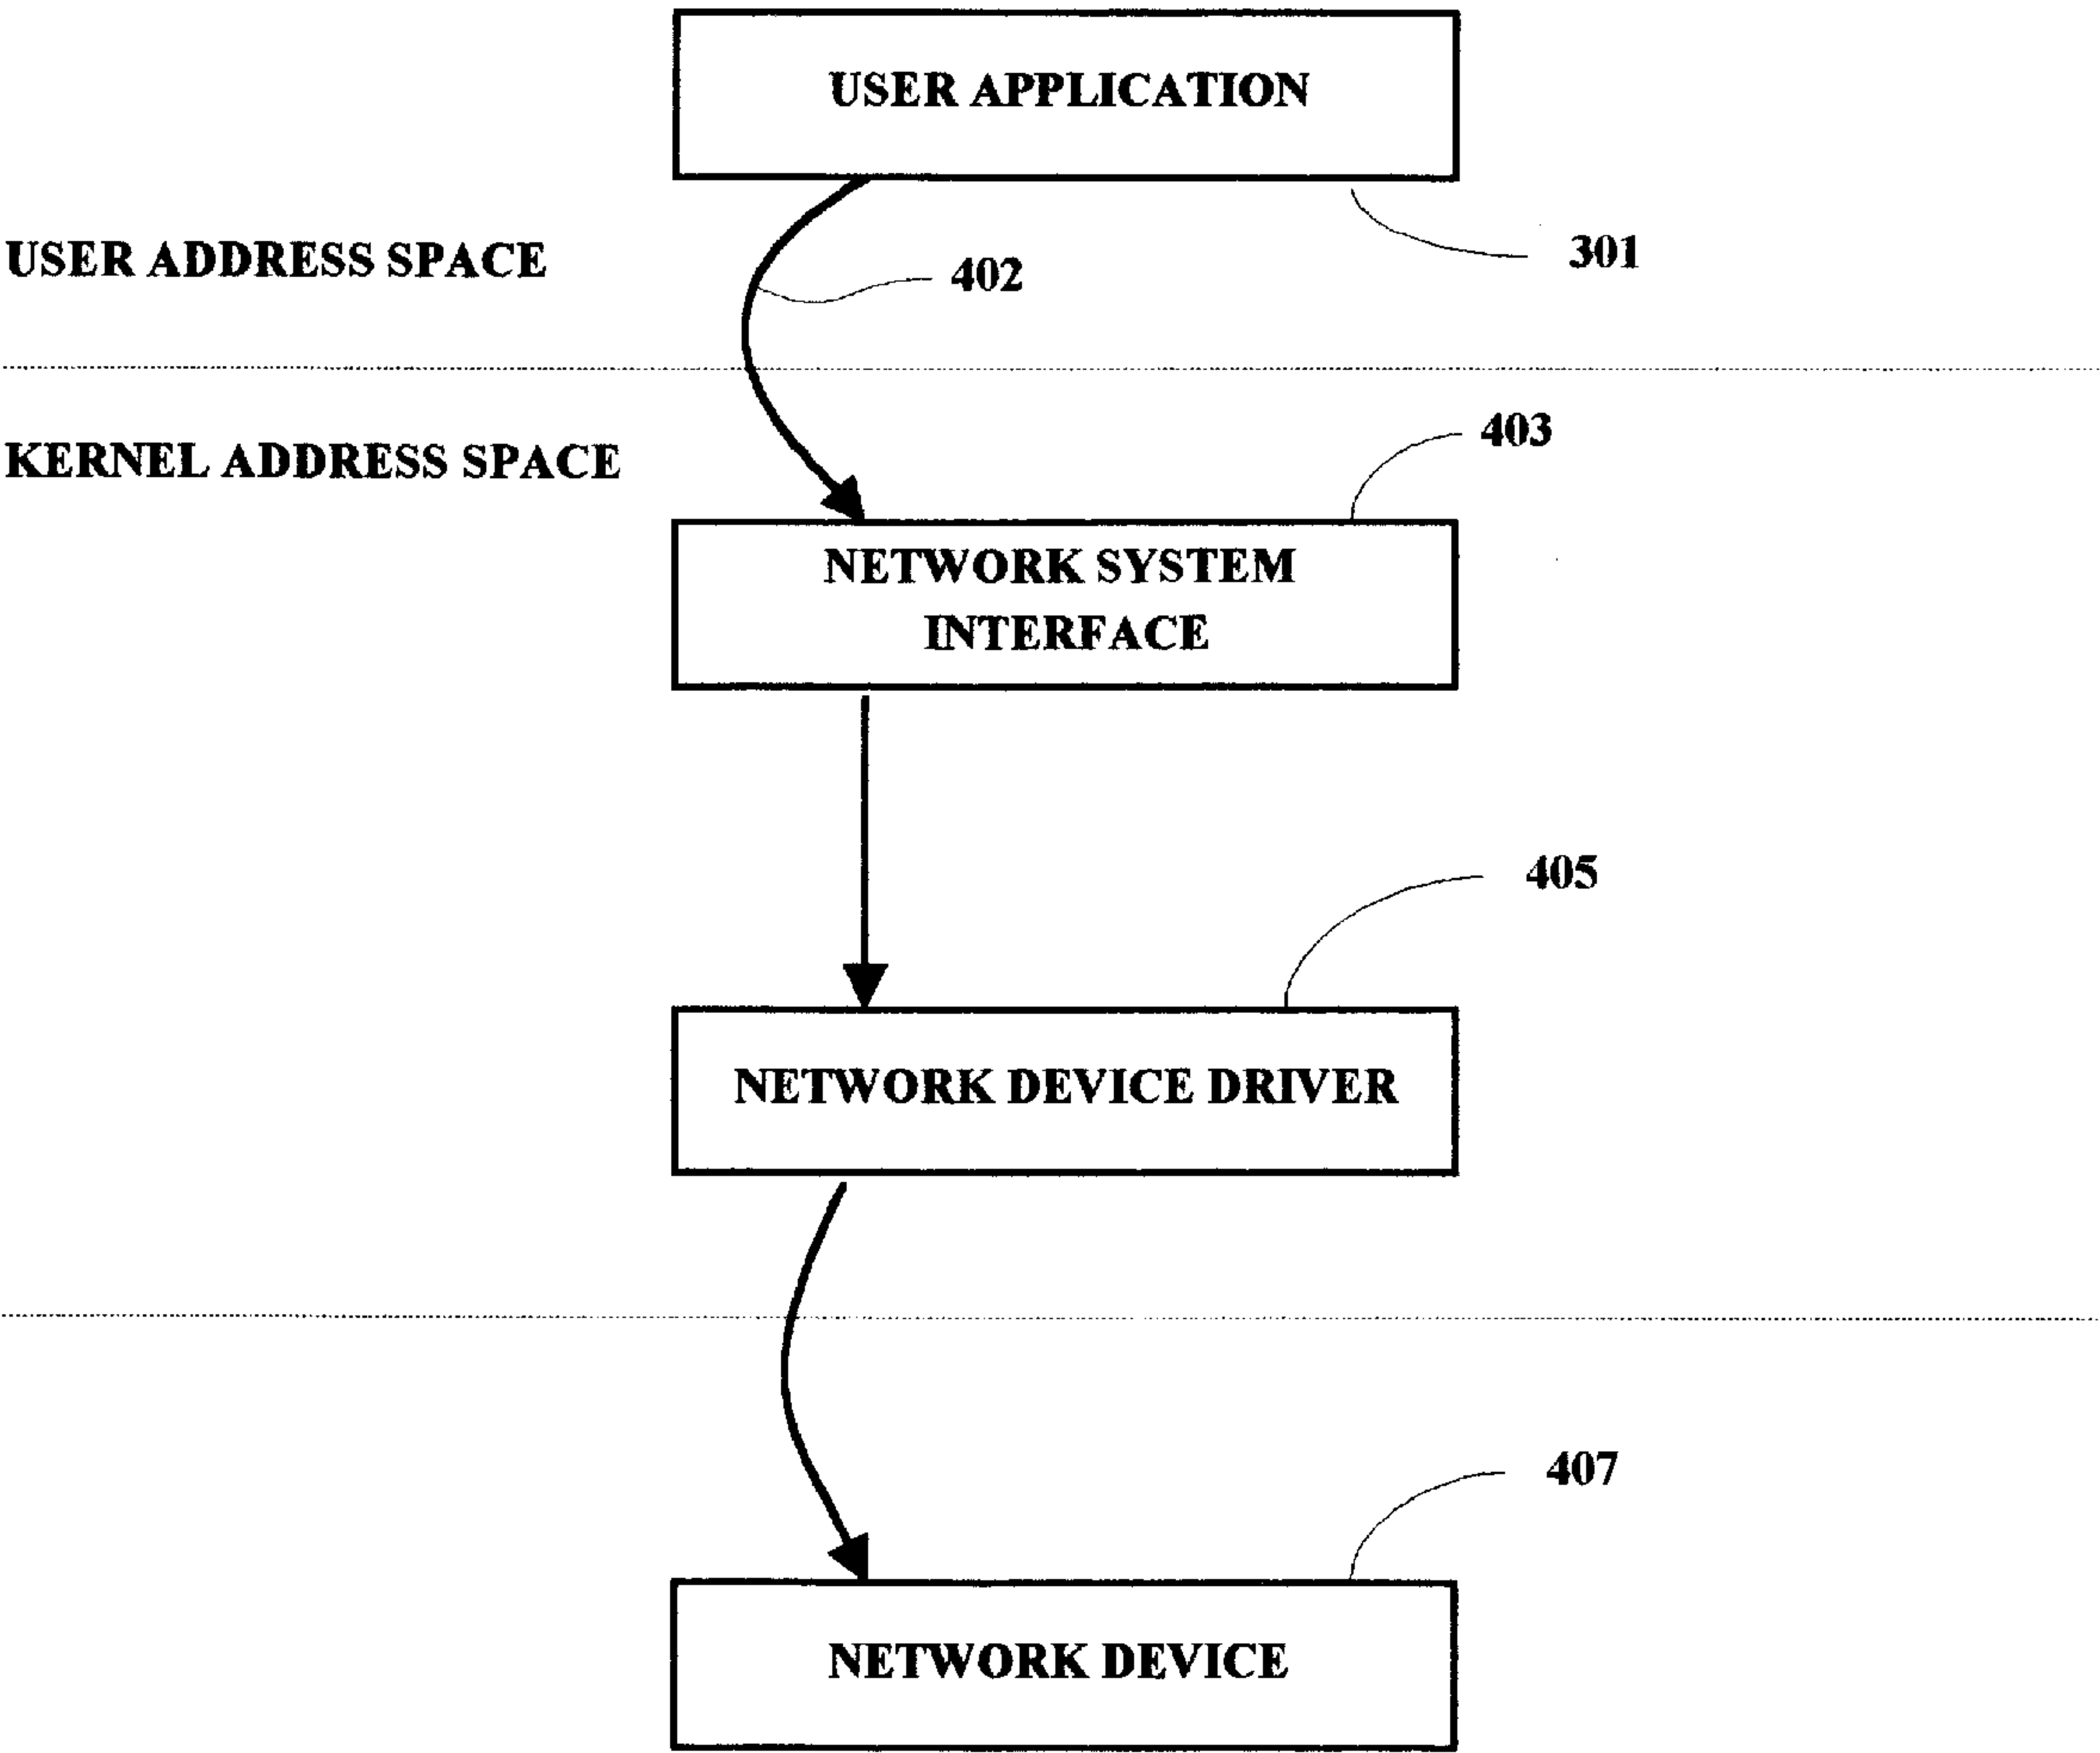 USER APPLICATION
301
USER ADDRESS SPACE
402
403
KERNEL ADDRESS SPACE
NETWORK SYSTEM
INTERFACE
405
NETWORK DEVICE DRIVER
407
NETWORK DEVICE